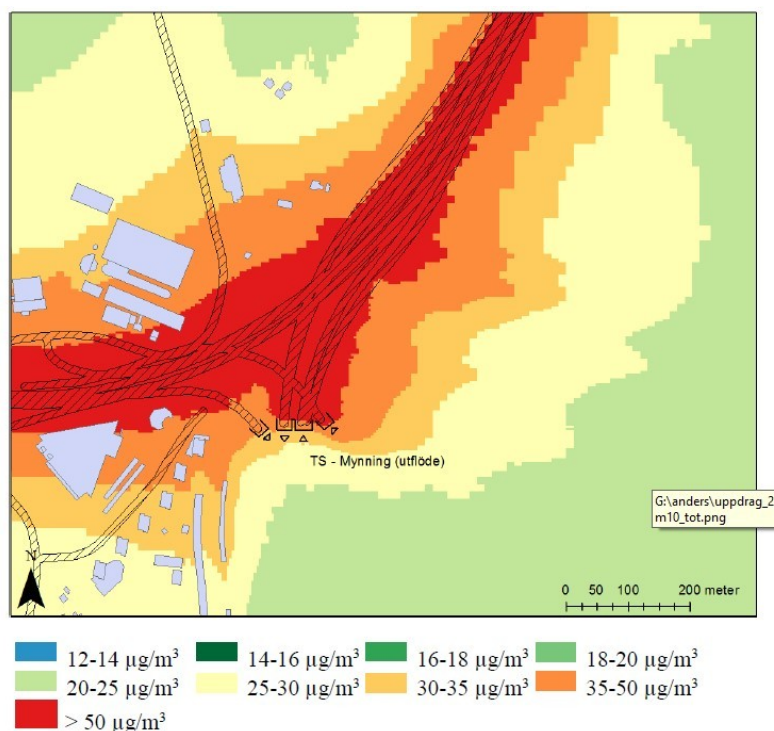 TS - Mynning (utflöde)
G:\anders\uppdrag_2
m10_tot.png
N
0 50 100 200 meter
12-14 µg/m³ 14-16 µg/m³ 16-18 µg/m³ 18-20 µg/m³
20-25 µg/m³ 25-30 µg/m³ 30-35 µg/m³ 35-50 µg/m³
> 50 µg/m³